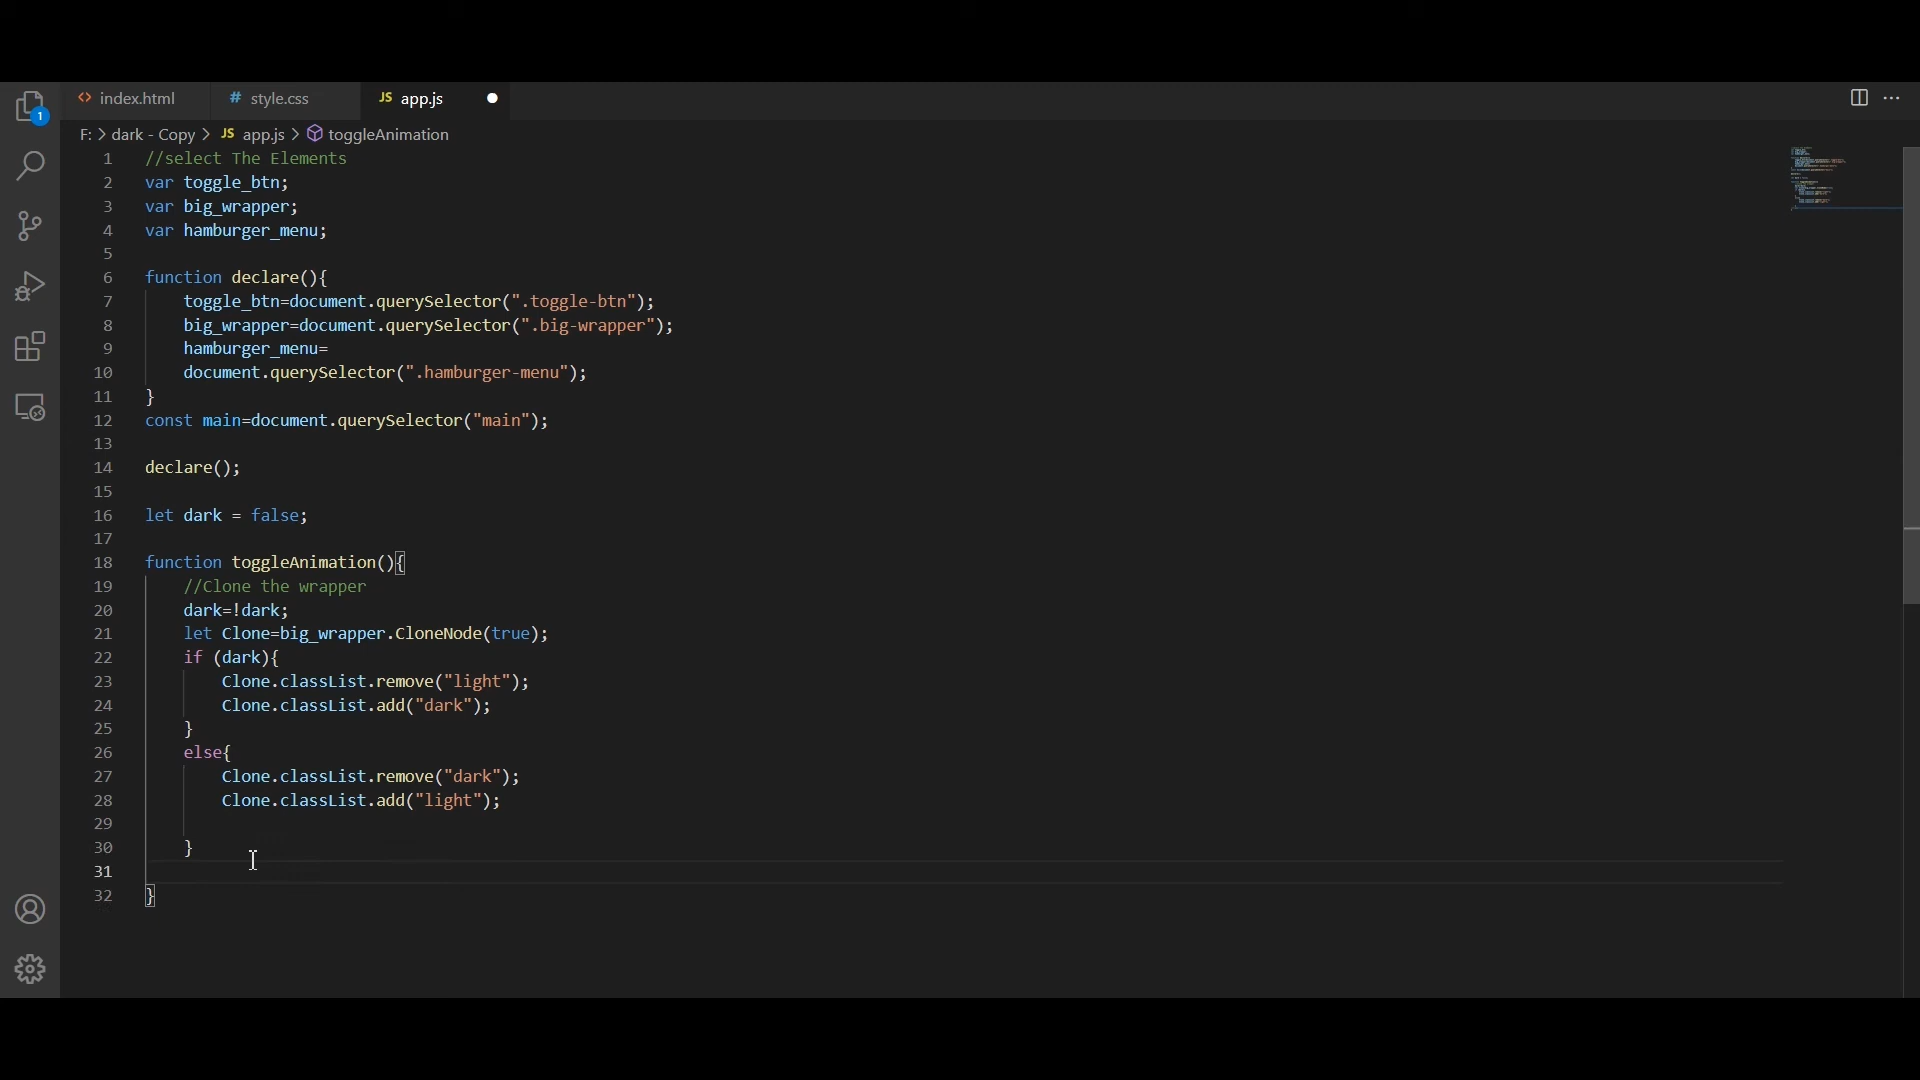 index.html style.css JS app.js
F: > dark - Copy > JS app.js > toggleAnimation
1
1 //select The Elements
2 var toggle_btn;
3 var big_wrapper;
4 var hamburger_menu;
5
6 function declare(){
7 toggle_btn=document.querySelector(".toggle-btn");
8 big_wrapper=document.querySelector(".big-wrapper");
9 hamburger_menu=
10 document.querySelector(".hamburger-menu");
11 }
12 const main=document.querySelector("main");
13
14 declare();
15
16 let dark = false;
17
18 function toggleAnimation(){
19 //Clone the wrapper
20 dark=!dark;
21 let Clone=big_wrapper.CloneNode(true);
22 if (dark){
23 Clone.classList.remove("light");
24 Clone.classList.add("dark");
25 }
26 else{
27 Clone.classList.remove("dark");
28 Clone.classList.add("light");
29
30 }
31
32 }